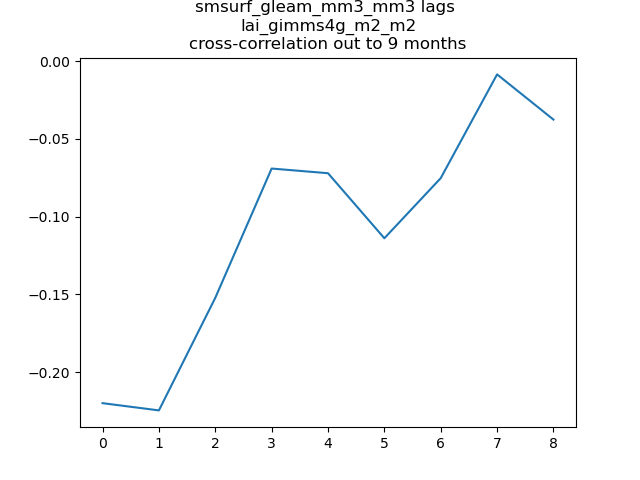 smsurf_gleam_mm3_mm3 lags
lai_gimms4g_m2_m2
cross-correlation out to 9 months
0.00
−0.05
−0.10
−0.15
−0.20
0 1 2 3 4 5 6 7 8